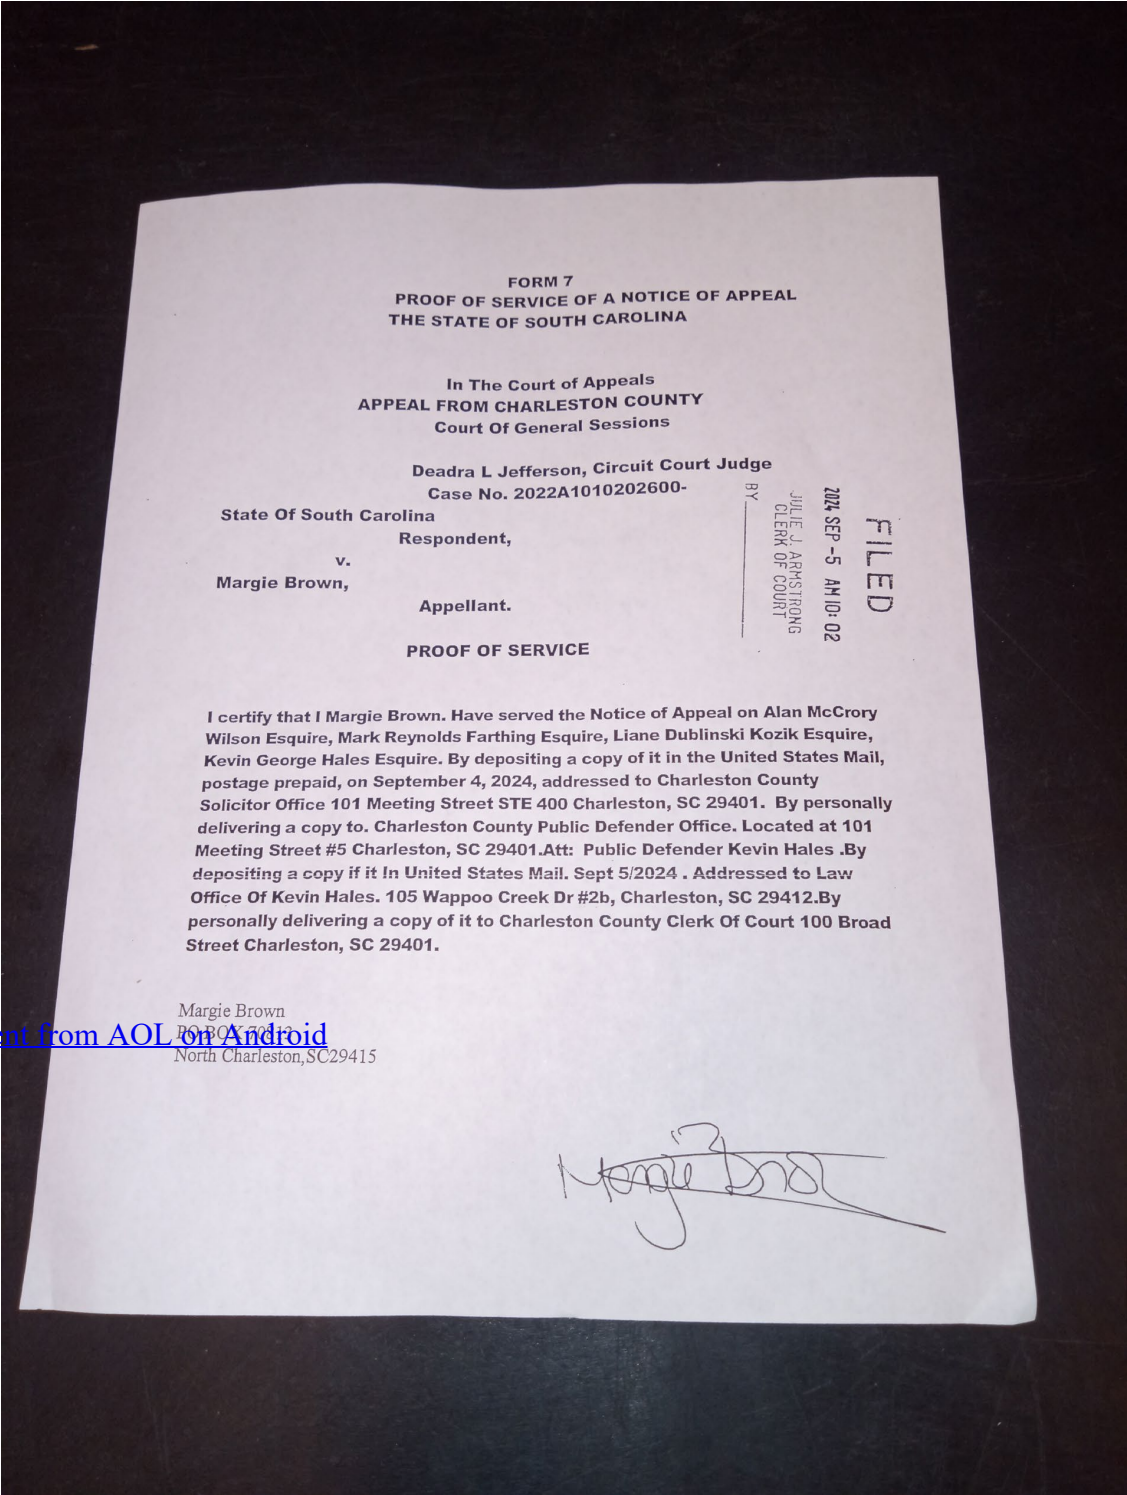 FORM 7
PROOF OF SERVICE OF A NOTICE OF APPEAL
THE STATE OF SOUTH CAROLINA
In The Court of Appeals
APPEAL FROM CHARLESTON COUNTY
Court Of General Sessions
Deadra L Jefferson, Circuit Court Judge
Case No. 2022A1010202600-
State Of South Carolina
Respondent,
v.
Margie Brown,
Appellant.
FILED
2024 SEP -5 AM 10: 02
JULIE J. ARMSTRONG
CLERK OF COURT
BY
PROOF OF SERVICE
I certify that I Margie Brown. Have served the Notice of Appeal on Alan McCrory
Wilson Esquire, Mark Reynolds Farthing Esquire, Liane Dublinski Kozik Esquire,
Kevin George Hales Esquire. By depositing a copy of it in the United States Mail,
postage prepaid, on September 4, 2024, addressed to Charleston County
Solicitor Office 101 Meeting Street STE 400 Charleston, SC 29401. By personally
delivering a copy to. Charleston County Public Defender Office. Located at 101
Meeting Street #5 Charleston, SC 29401.Att: Public Defender Kevin Hales .By
depositing a copy if it In United States Mail. Sept 5/2024 . Addressed to Law
Office Of Kevin Hales. 105 Wappoo Creek Dr #2b, Charleston, SC 29412.By
personally delivering a copy of it to Charleston County Clerk Of Court 100 Broad
Street Charleston, SC 29401.
Margie Brown
PO BOX
nt from AOL on Android
North Charleston,SC29415
Margie Brown